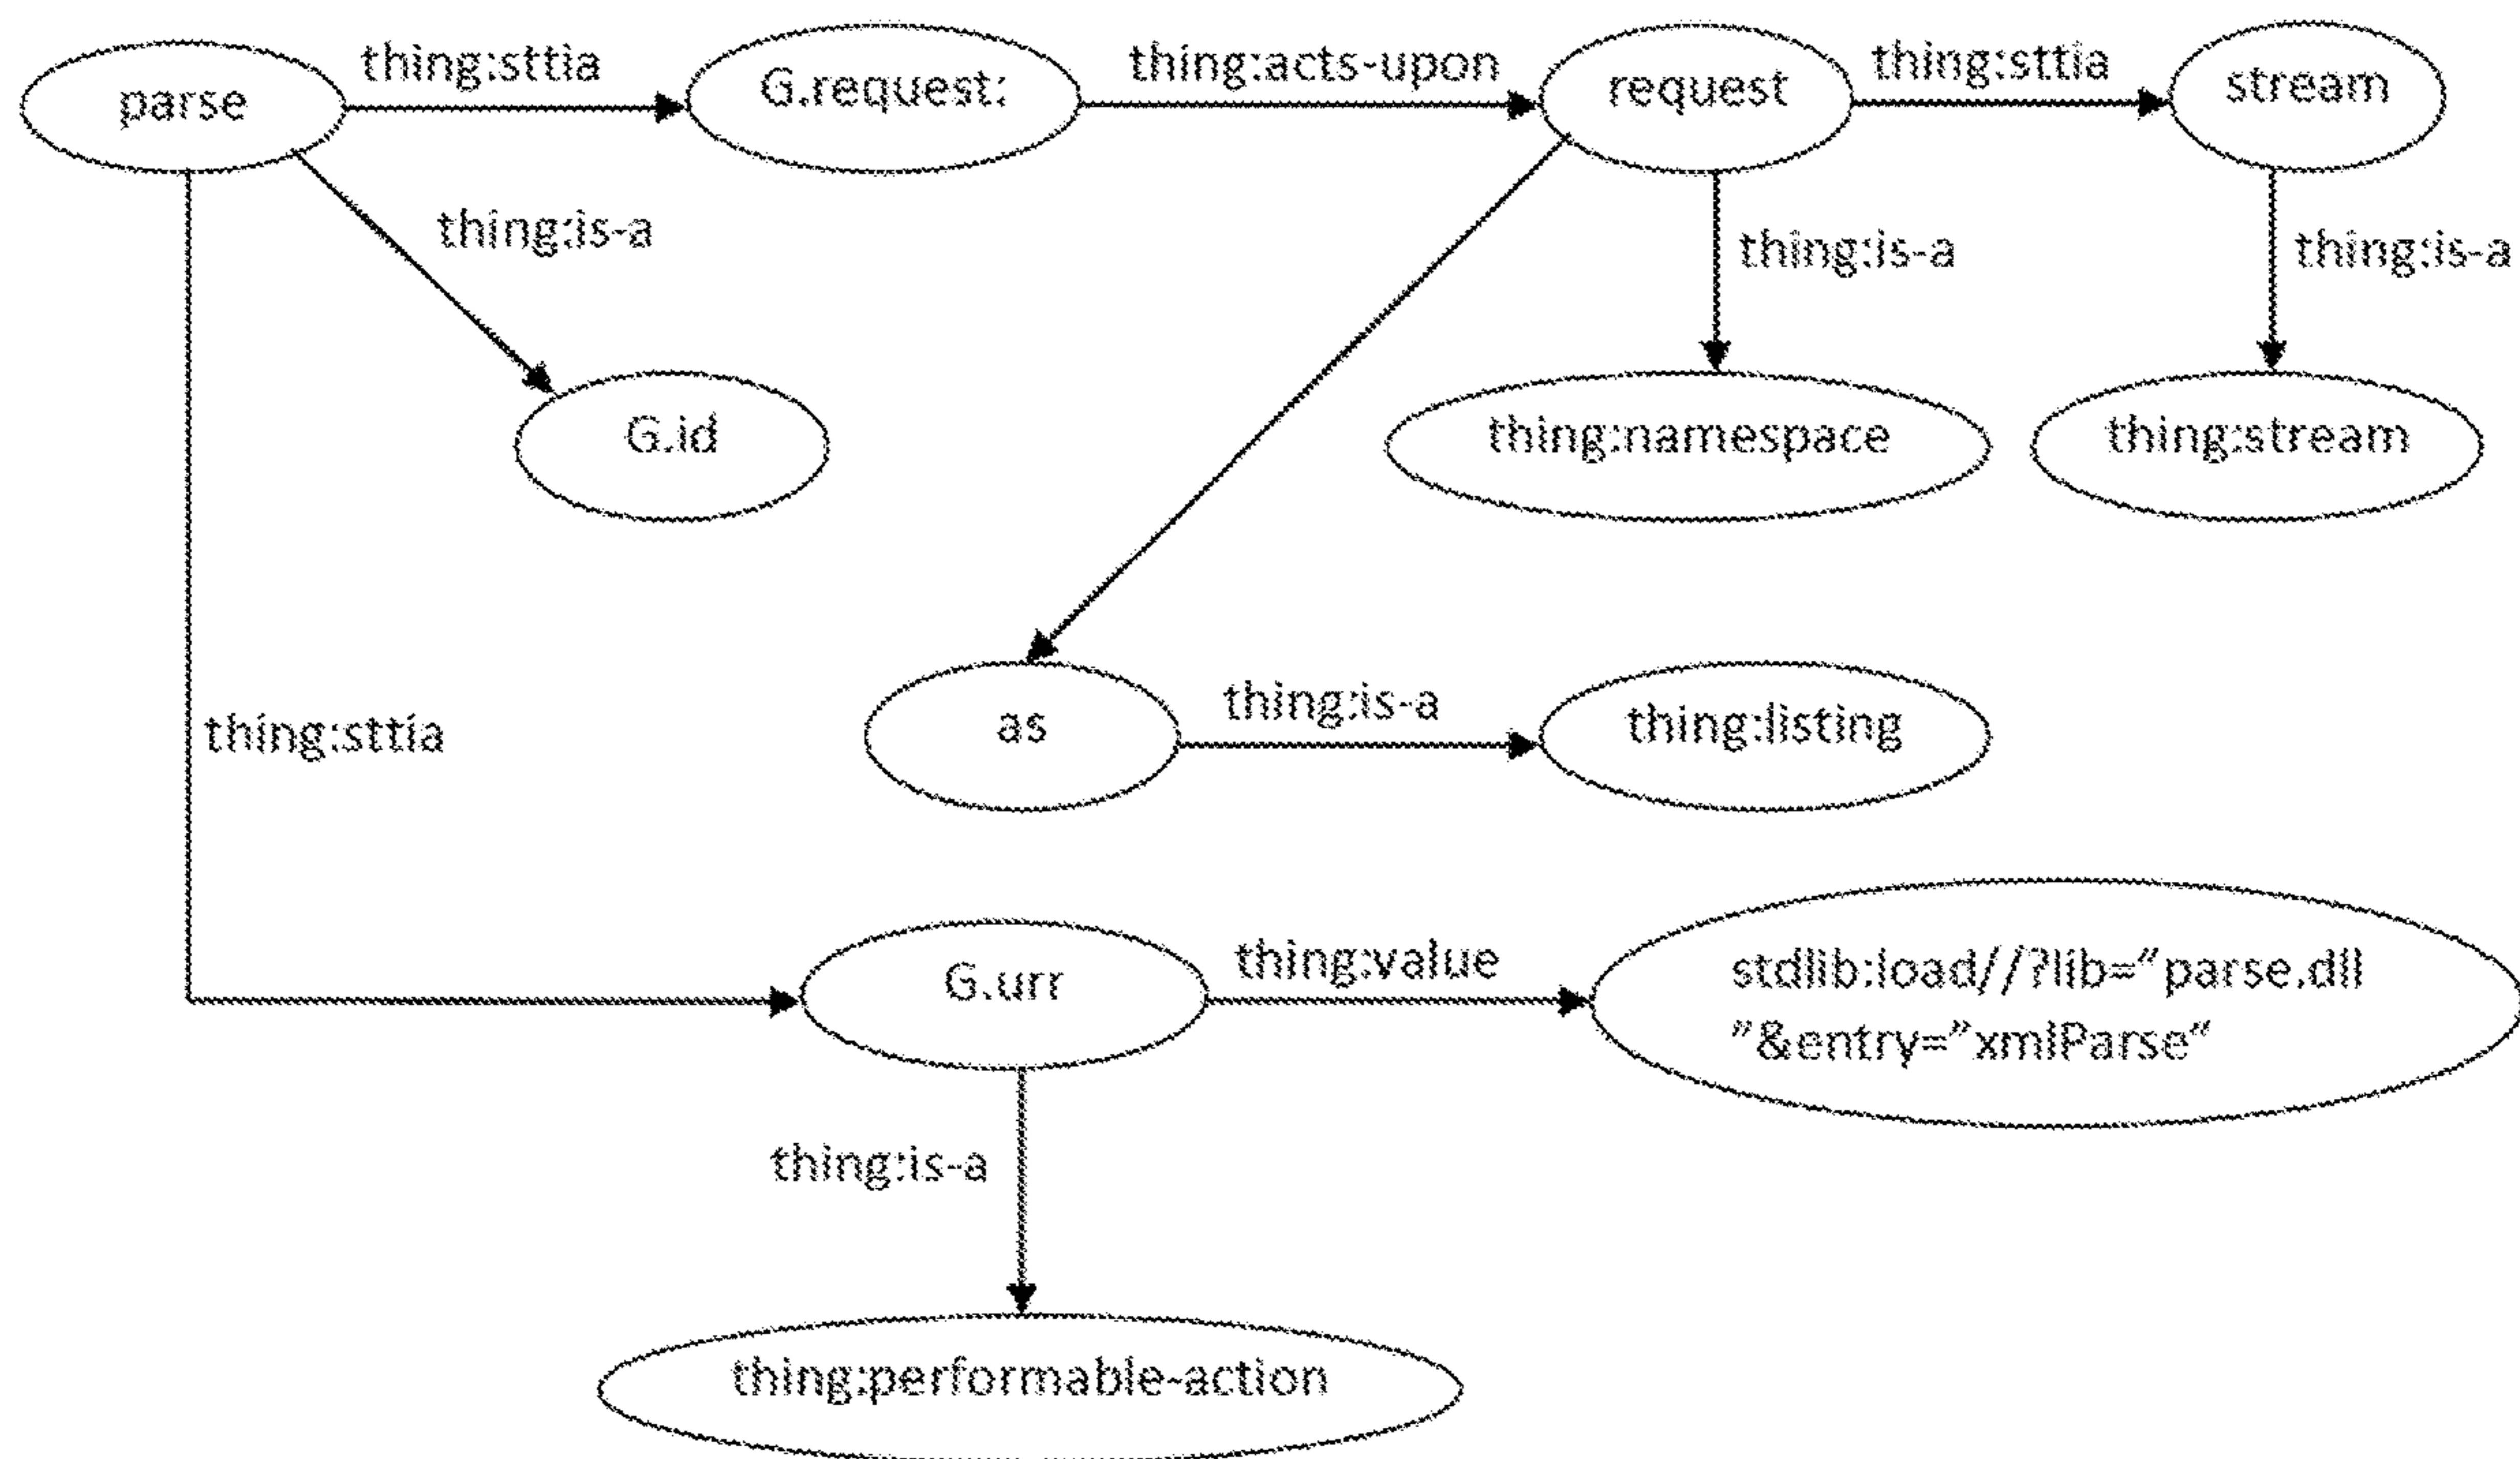 parse
thing:sttia
G.request:
thing:acts-upon
request
thing:sttia
stream
thing:is-a
thing:is-a
thing:is-a
G.id
thing:namespace
thing:stream
thing:sttia
as
thing:is-a
thing:listing
G.urr
thing:value
stdlib:load//?lib=”parse.dll
”&entry=”xmlParse”
thing:is-a
thing:performable-action